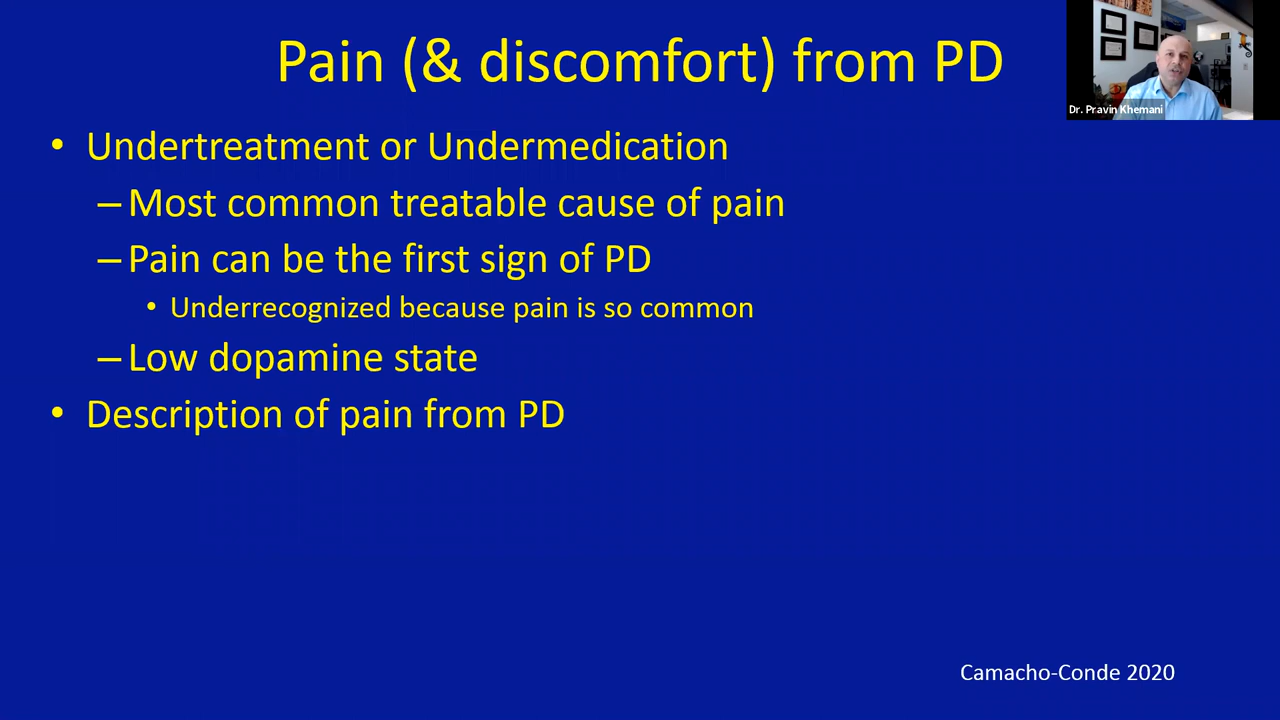 Pain (& discomfort) from PD
Dr. Pravin Khemani
• Undertreatment or Undermedication
– Most common treatable cause of pain
– Pain can be the first sign of PD
• Underrecognized because pain is so common
– Low dopamine state
• Description of pain from PD
Camacho-Conde 2020